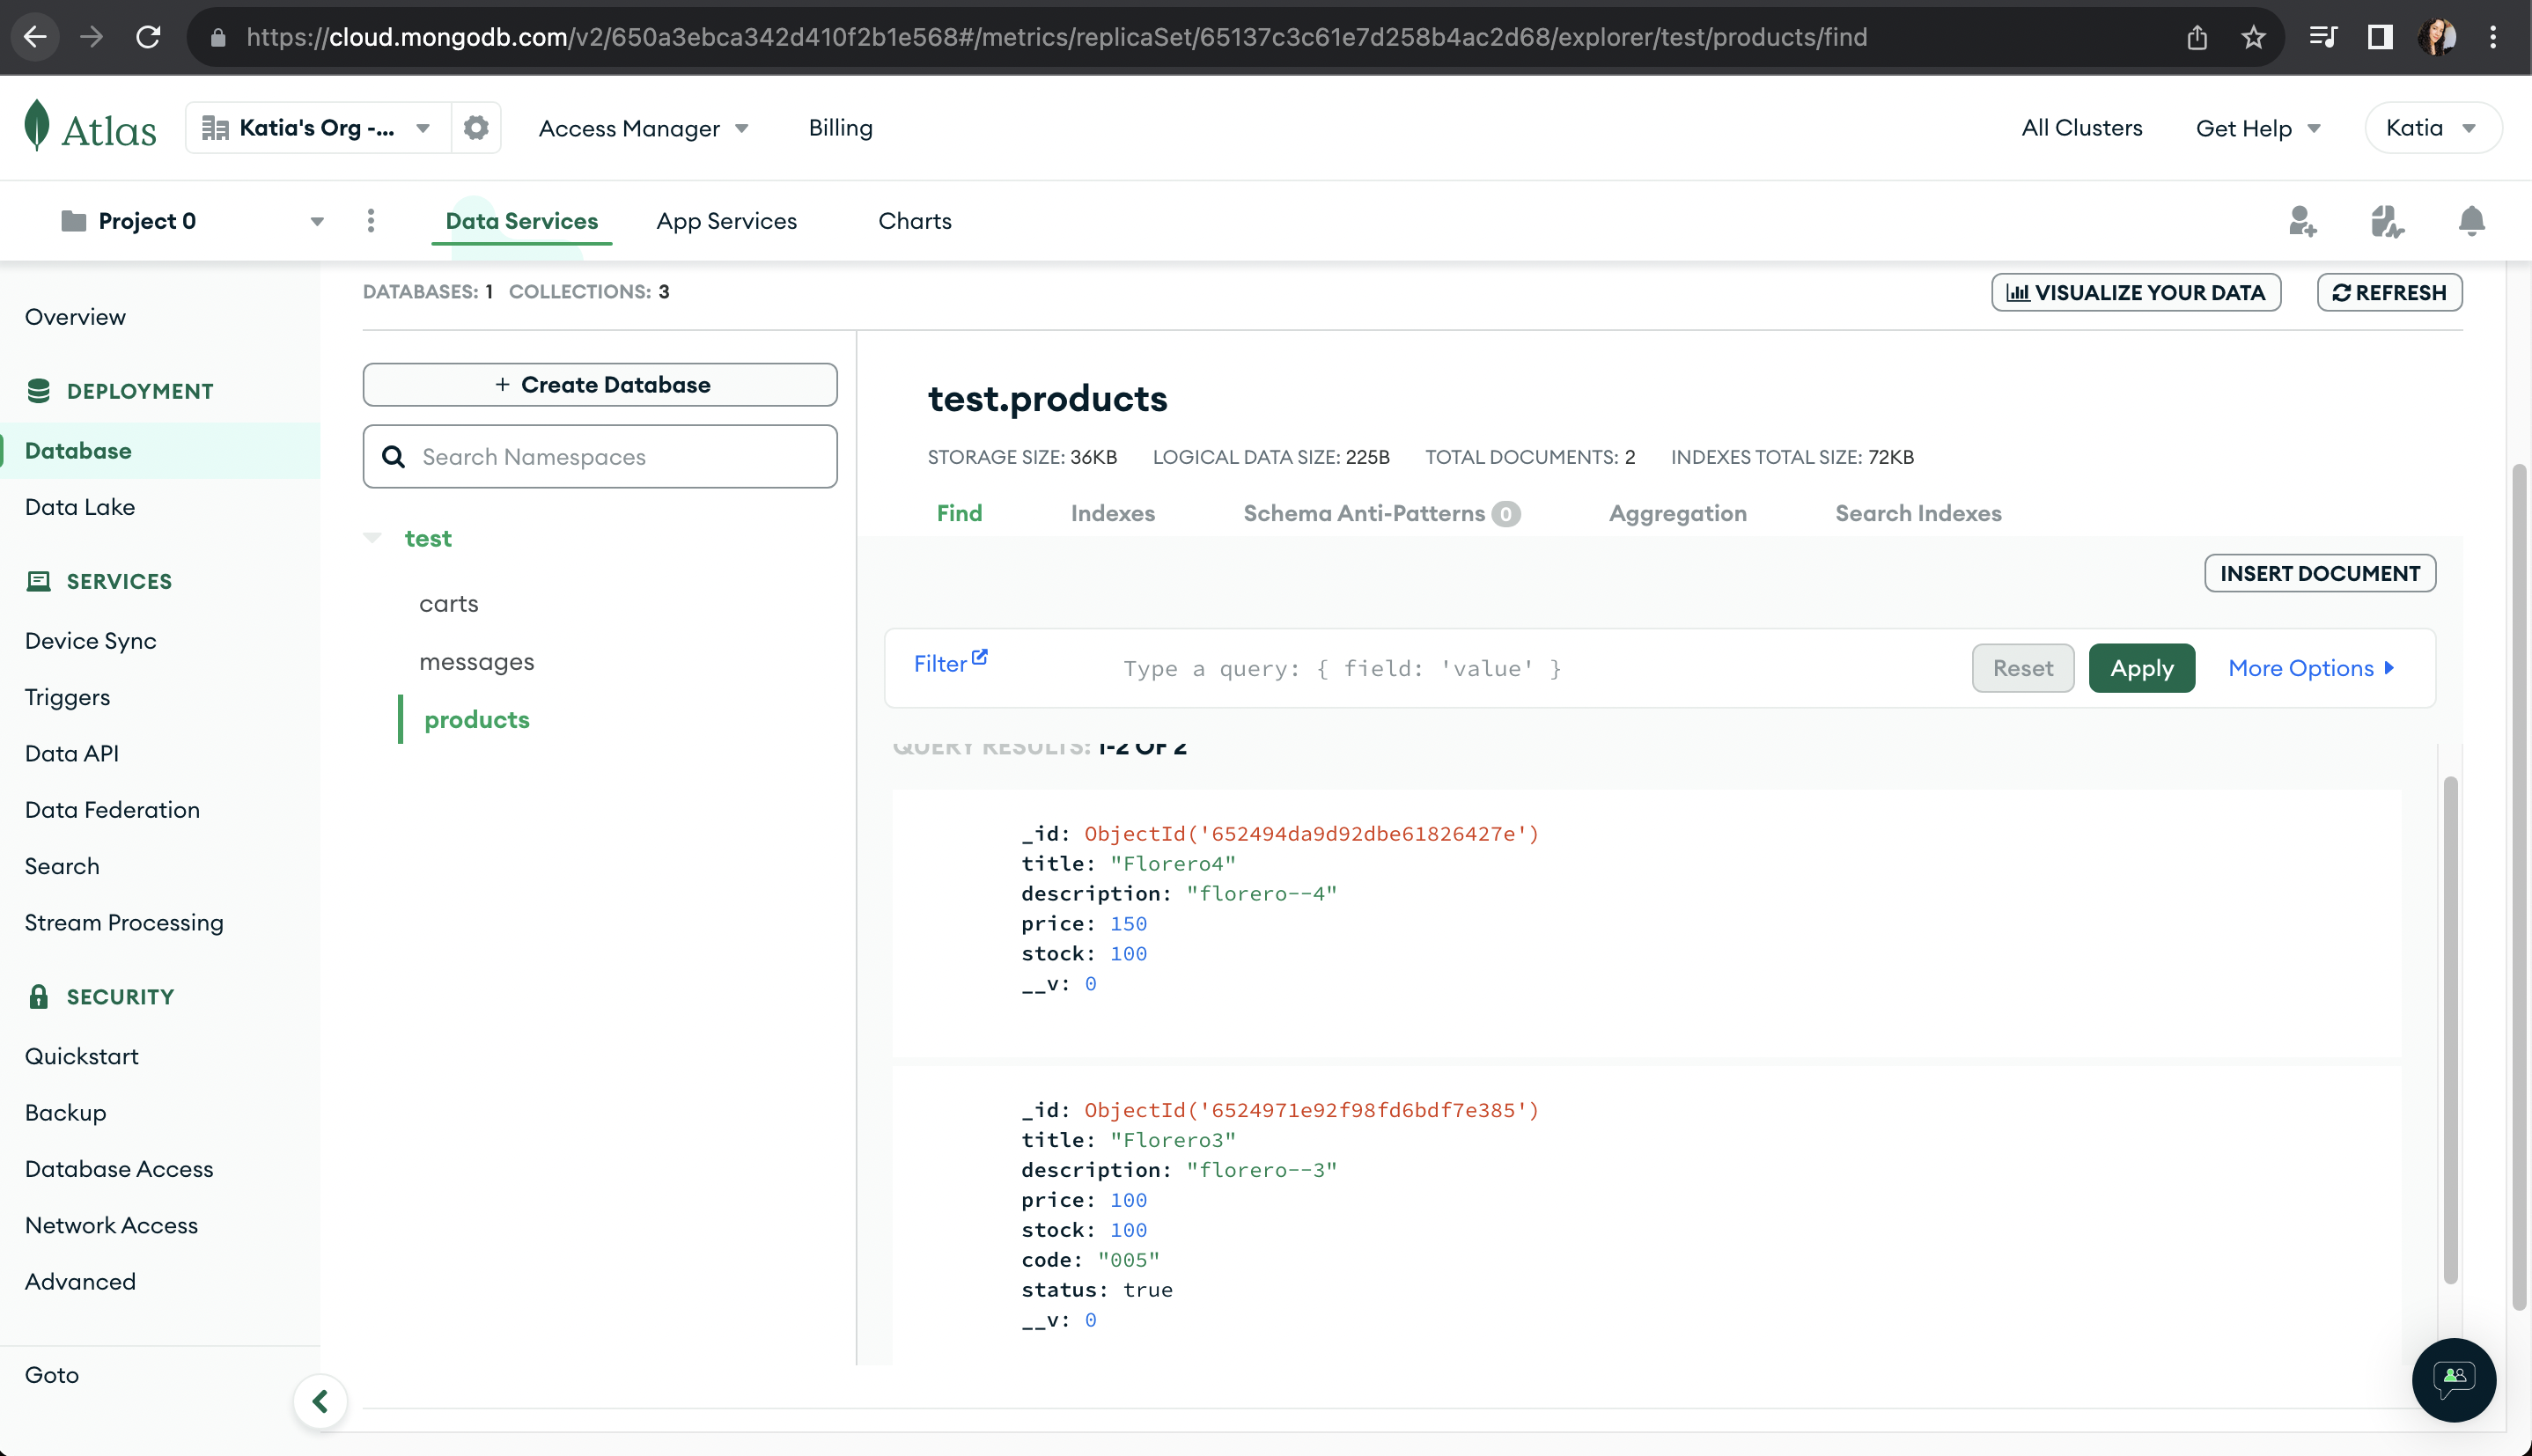 https://cloud.mongodb.com/v2/650a3ebca342d410f2b1e568#/metrics/replicaSet/65137c3c61e7d258b4ac2d68/explorer/test/products/find
Atlas
Katia's Org -...
Access Manager
Billing
All Clusters
Get Help
Katia
Project 0
Data Services
App Services
Charts
Overview
DEPLOYMENT
Database
Data Lake
SERVICES
Device Sync
Triggers
Data API
Data Federation
Search
Stream Processing
SECURITY
Quickstart
Backup
Database Access
Network Access
Advanced
Goto
DATABASES: 1 COLLECTIONS: 3
VISUALIZE YOUR DATA
REFRESH
+ Create Database
Search Namespaces
test
carts
messages
products
test.products
STORAGE SIZE: 36KB LOGICAL DATA SIZE: 225B TOTAL DOCUMENTS: 2 INDEXES TOTAL SIZE: 72KB
Find
Indexes
Schema Anti-Patterns 0
Aggregation
Search Indexes
INSERT DOCUMENT
Filter
Type a query: { field: 'value' }
Reset
Apply
More Options
QUERY RESULTS: 1-2 OF 2
_id: ObjectId('652494da9d92dbe61826427e')
title: "Florero4"
description: "florero--4"
price: 150
stock: 100
__v: 0
_id: ObjectId('6524971e92f98fd6bdf7e385')
title: "Florero3"
description: "florero--3"
price: 100
stock: 100
code: "005"
status: true
__v: 0